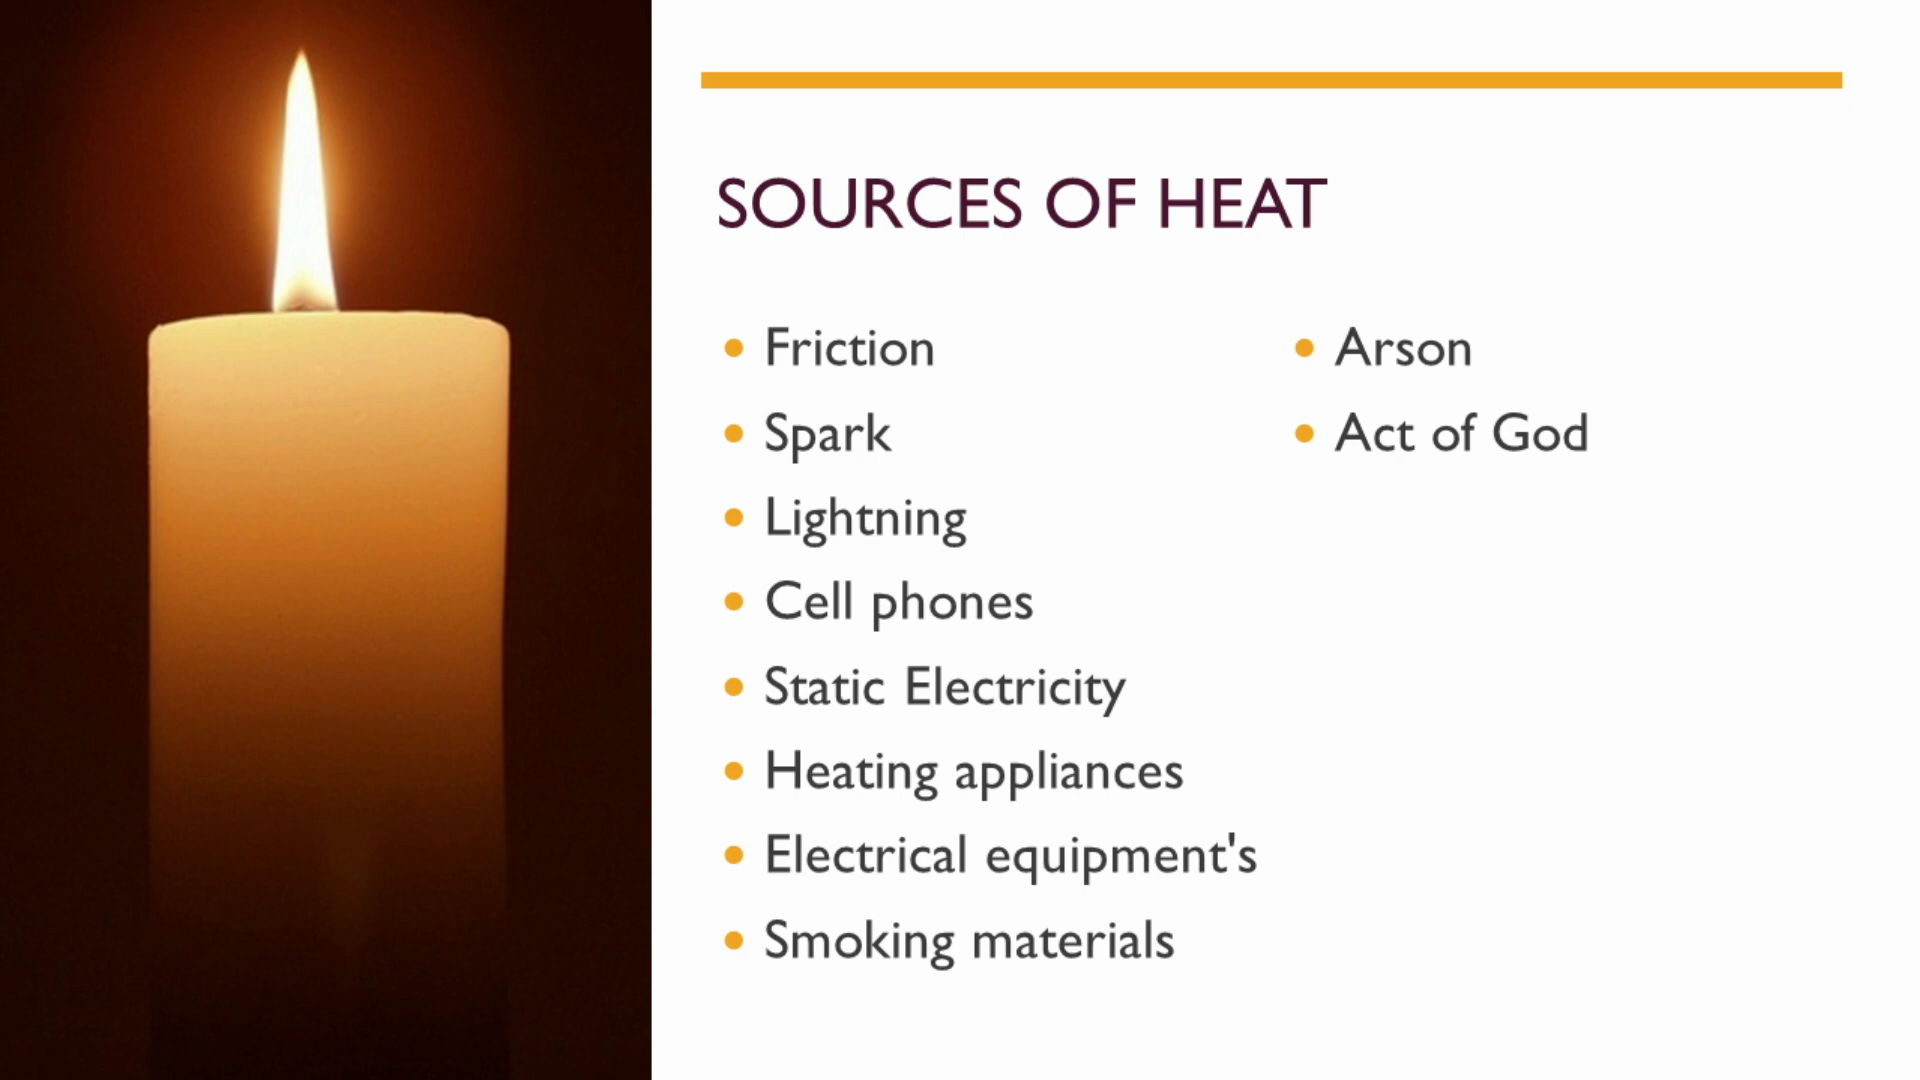 SOURCES OF HEAT
Friction
Spark
Lightning
Cell phones
Static Electricity
Heating appliances
Electrical equipment's
Smoking materials
Arson
Act of God